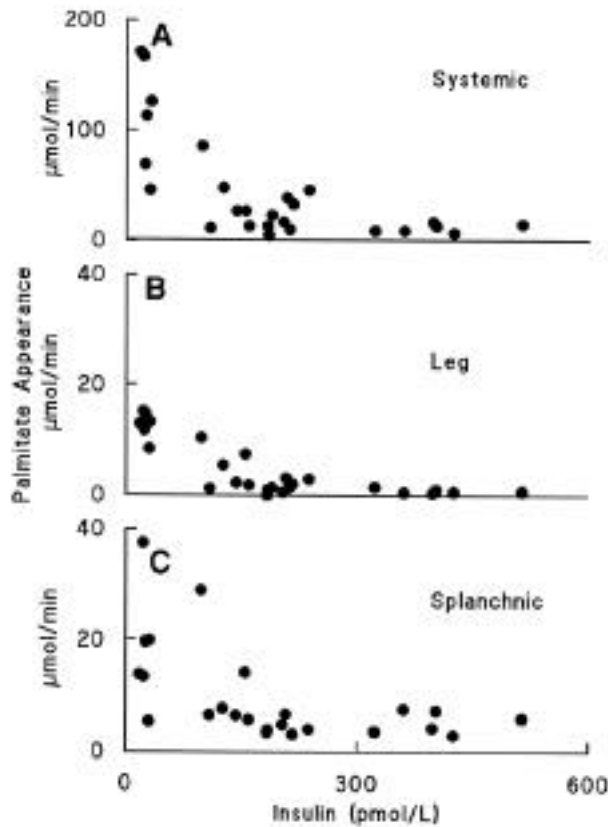 200
A
Systemic
µmol/min
100
0
40
B
Leg
Palmitate Appearance
µmol/min
20
0
40
C
Splanchnic
µmol/min
20
0
0
300
600
Insulin (pmol/L)